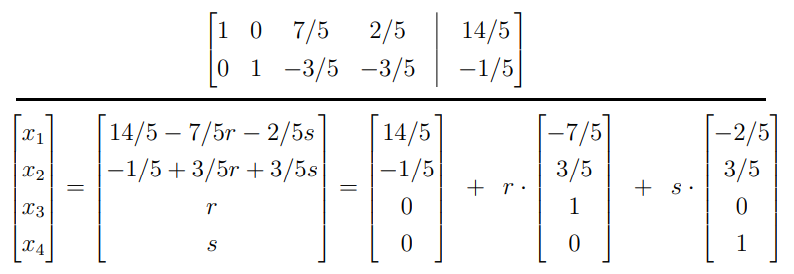 1 0 7/5 2/5 | 14/5
0 1 −3/5 −3/5 | −1/5
x₁ 14/5 − 7/5r − 2/5s 14/5 −7/5 −2/5
x₂ = −1/5 + 3/5r + 3/5s = −1/5 + r · 3/5 + s · 3/5
x₃ r 0 1 0
x₄ s 0 0 1